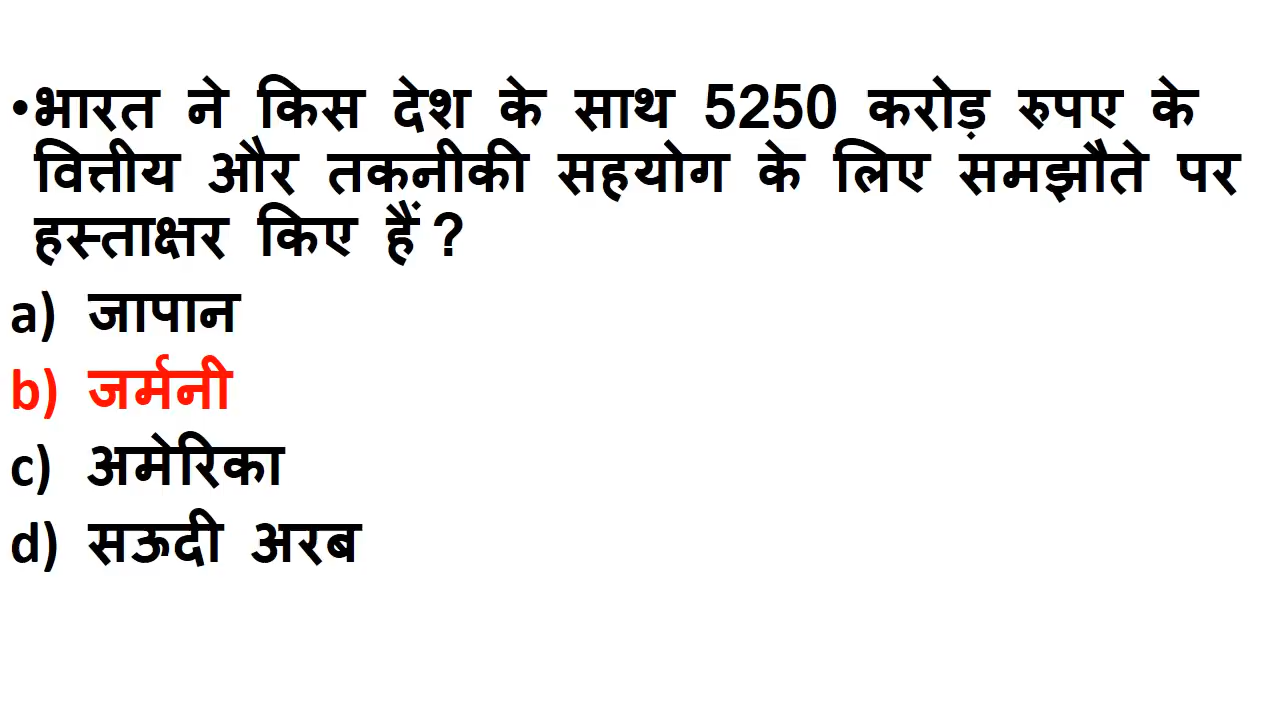 •भारत ने किस देश के साथ 5250 करोड़ रुपए के
वित्तीय और तकनीकी सहयोग के लिए समझौते पर
हस्ताक्षर किए हैं ?
a) जापान
b) जर्मनी
c) अमेरिका
d) सऊदी अरब